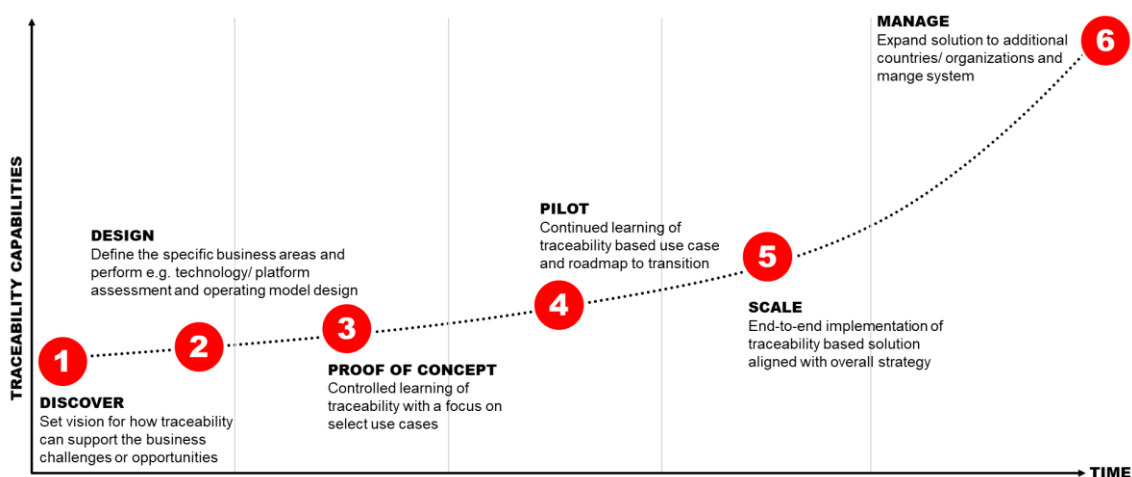 TRACEABILITY CAPABILITIES
1
DISCOVER
Set vision for how traceability
can support the business
challenges or opportunities
2
DESIGN
Define the specific business areas and
perform e.g. technology/ platform
assessment and operating model design
3
PROOF OF CONCEPT
Controlled learning of
traceability with a focus on
select use cases
4
PILOT
Continued learning of
traceability based use case
and roadmap to transition
5
SCALE
End-to-end implementation of
traceability based solution
aligned with overall strategy
6
MANAGE
Expand solution to additional
countries/ organizations and
mange system
TIME